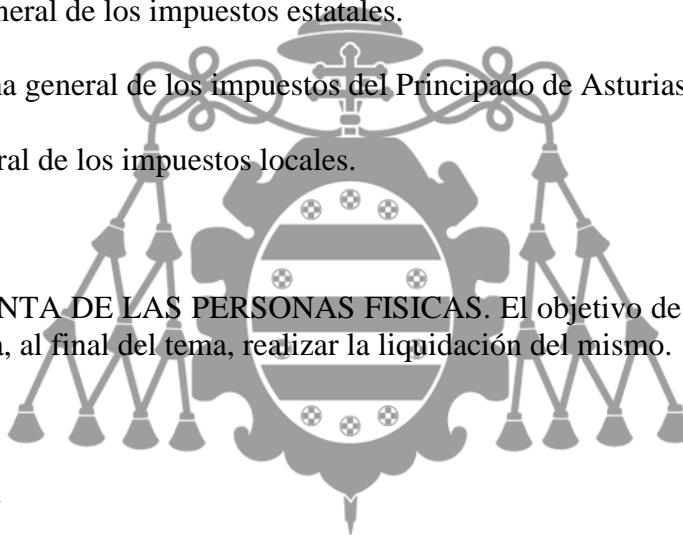 neral de los impuestos estatales.
na general de los impuestos del Principado de Asturias
ral de los impuestos locales.
NTA DE LAS PERSONAS FISICAS. El objetivo de
, al final del tema, realizar la liquidación del mismo.